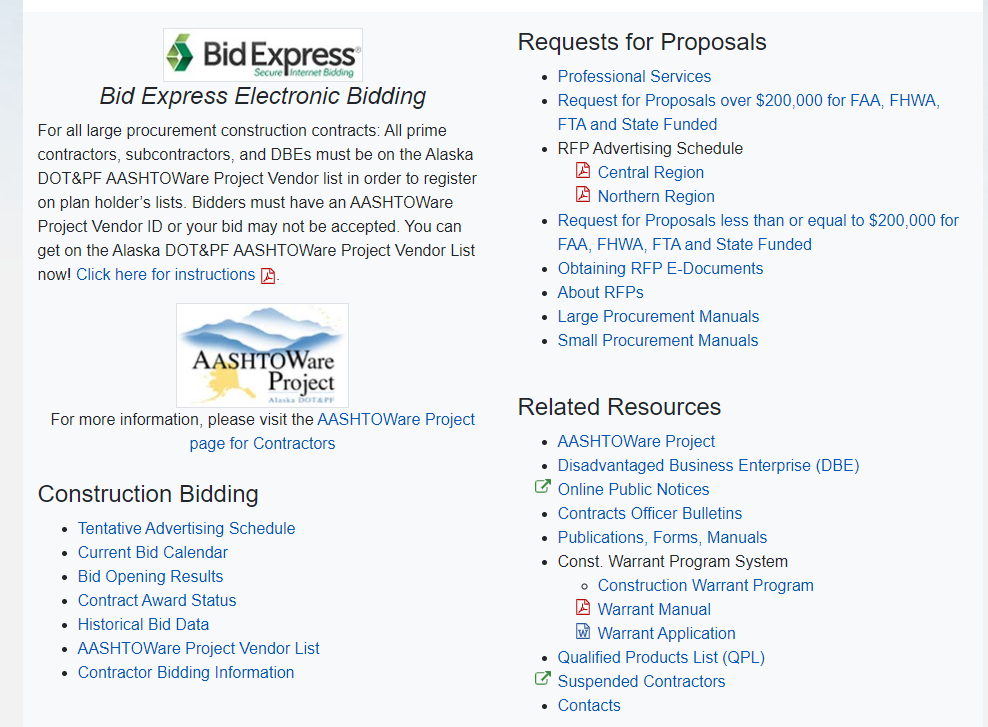 Bid Express®
Secure Internet Bidding
Bid Express Electronic Bidding
For all large procurement construction contracts: All prime
contractors, subcontractors, and DBEs must be on the Alaska
DOT&PF AASHTOWare Project Vendor list in order to register
on plan holder’s lists. Bidders must have an AASHTOWare
Project Vendor ID or your bid may not be accepted. You can
get on the Alaska DOT&PF AASHTOWare Project Vendor List
now! Click here for instructions.
AASHTOWare
Project
Alaska DOT&PF
For more information, please visit the AASHTOWare Project
page for Contractors
Construction Bidding
Tentative Advertising Schedule
Current Bid Calendar
Bid Opening Results
Contract Award Status
Historical Bid Data
AASHTOWare Project Vendor List
Contractor Bidding Information
Requests for Proposals
Professional Services
Request for Proposals over $200,000 for FAA, FHWA,
FTA and State Funded
RFP Advertising Schedule
Central Region
Northern Region
Request for Proposals less than or equal to $200,000 for
FAA, FHWA, FTA and State Funded
Obtaining RFP E-Documents
About RFPs
Large Procurement Manuals
Small Procurement Manuals
Related Resources
AASHTOWare Project
Disadvantaged Business Enterprise (DBE)
Online Public Notices
Contracts Officer Bulletins
Publications, Forms, Manuals
Const. Warrant Program System
Construction Warrant Program
Warrant Manual
Warrant Application
Qualified Products List (QPL)
Suspended Contractors
Contacts